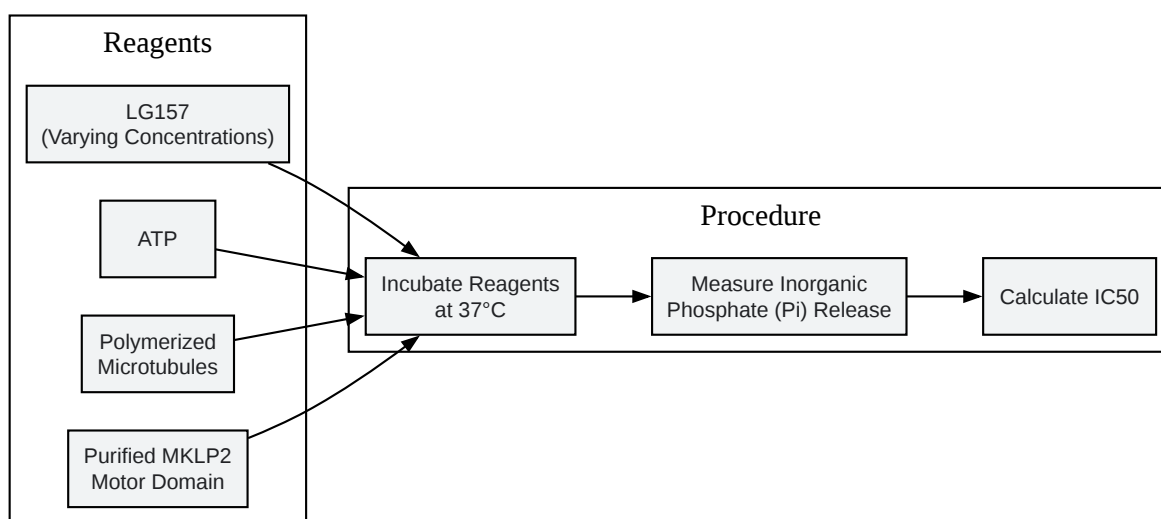 Reagents
LG157
(Varying Concentrations)
ATP
Polymerized
Microtubules
Purified MKLP2
Motor Domain
Procedure
Incubate Reagents
at 37°C
Measure Inorganic
Phosphate (Pi) Release
Calculate IC50